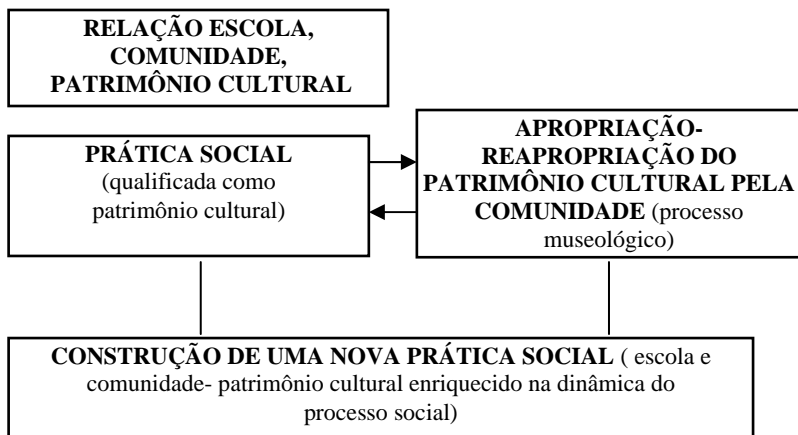 RELAÇÃO ESCOLA,
COMUNIDADE,
PATRIMÔNIO CULTURAL
PRÁTICA SOCIAL
(qualificada como
patrimônio cultural)
APROPRIAÇÃO-
REAPROPRIAÇÃO DO
PATRIMÔNIO CULTURAL PELA
COMUNIDADE (processo
museológico)
CONSTRUÇÃO DE UMA NOVA PRÁTICA SOCIAL ( escola e
comunidade- patrimônio cultural enriquecido na dinâmica do
processo social)